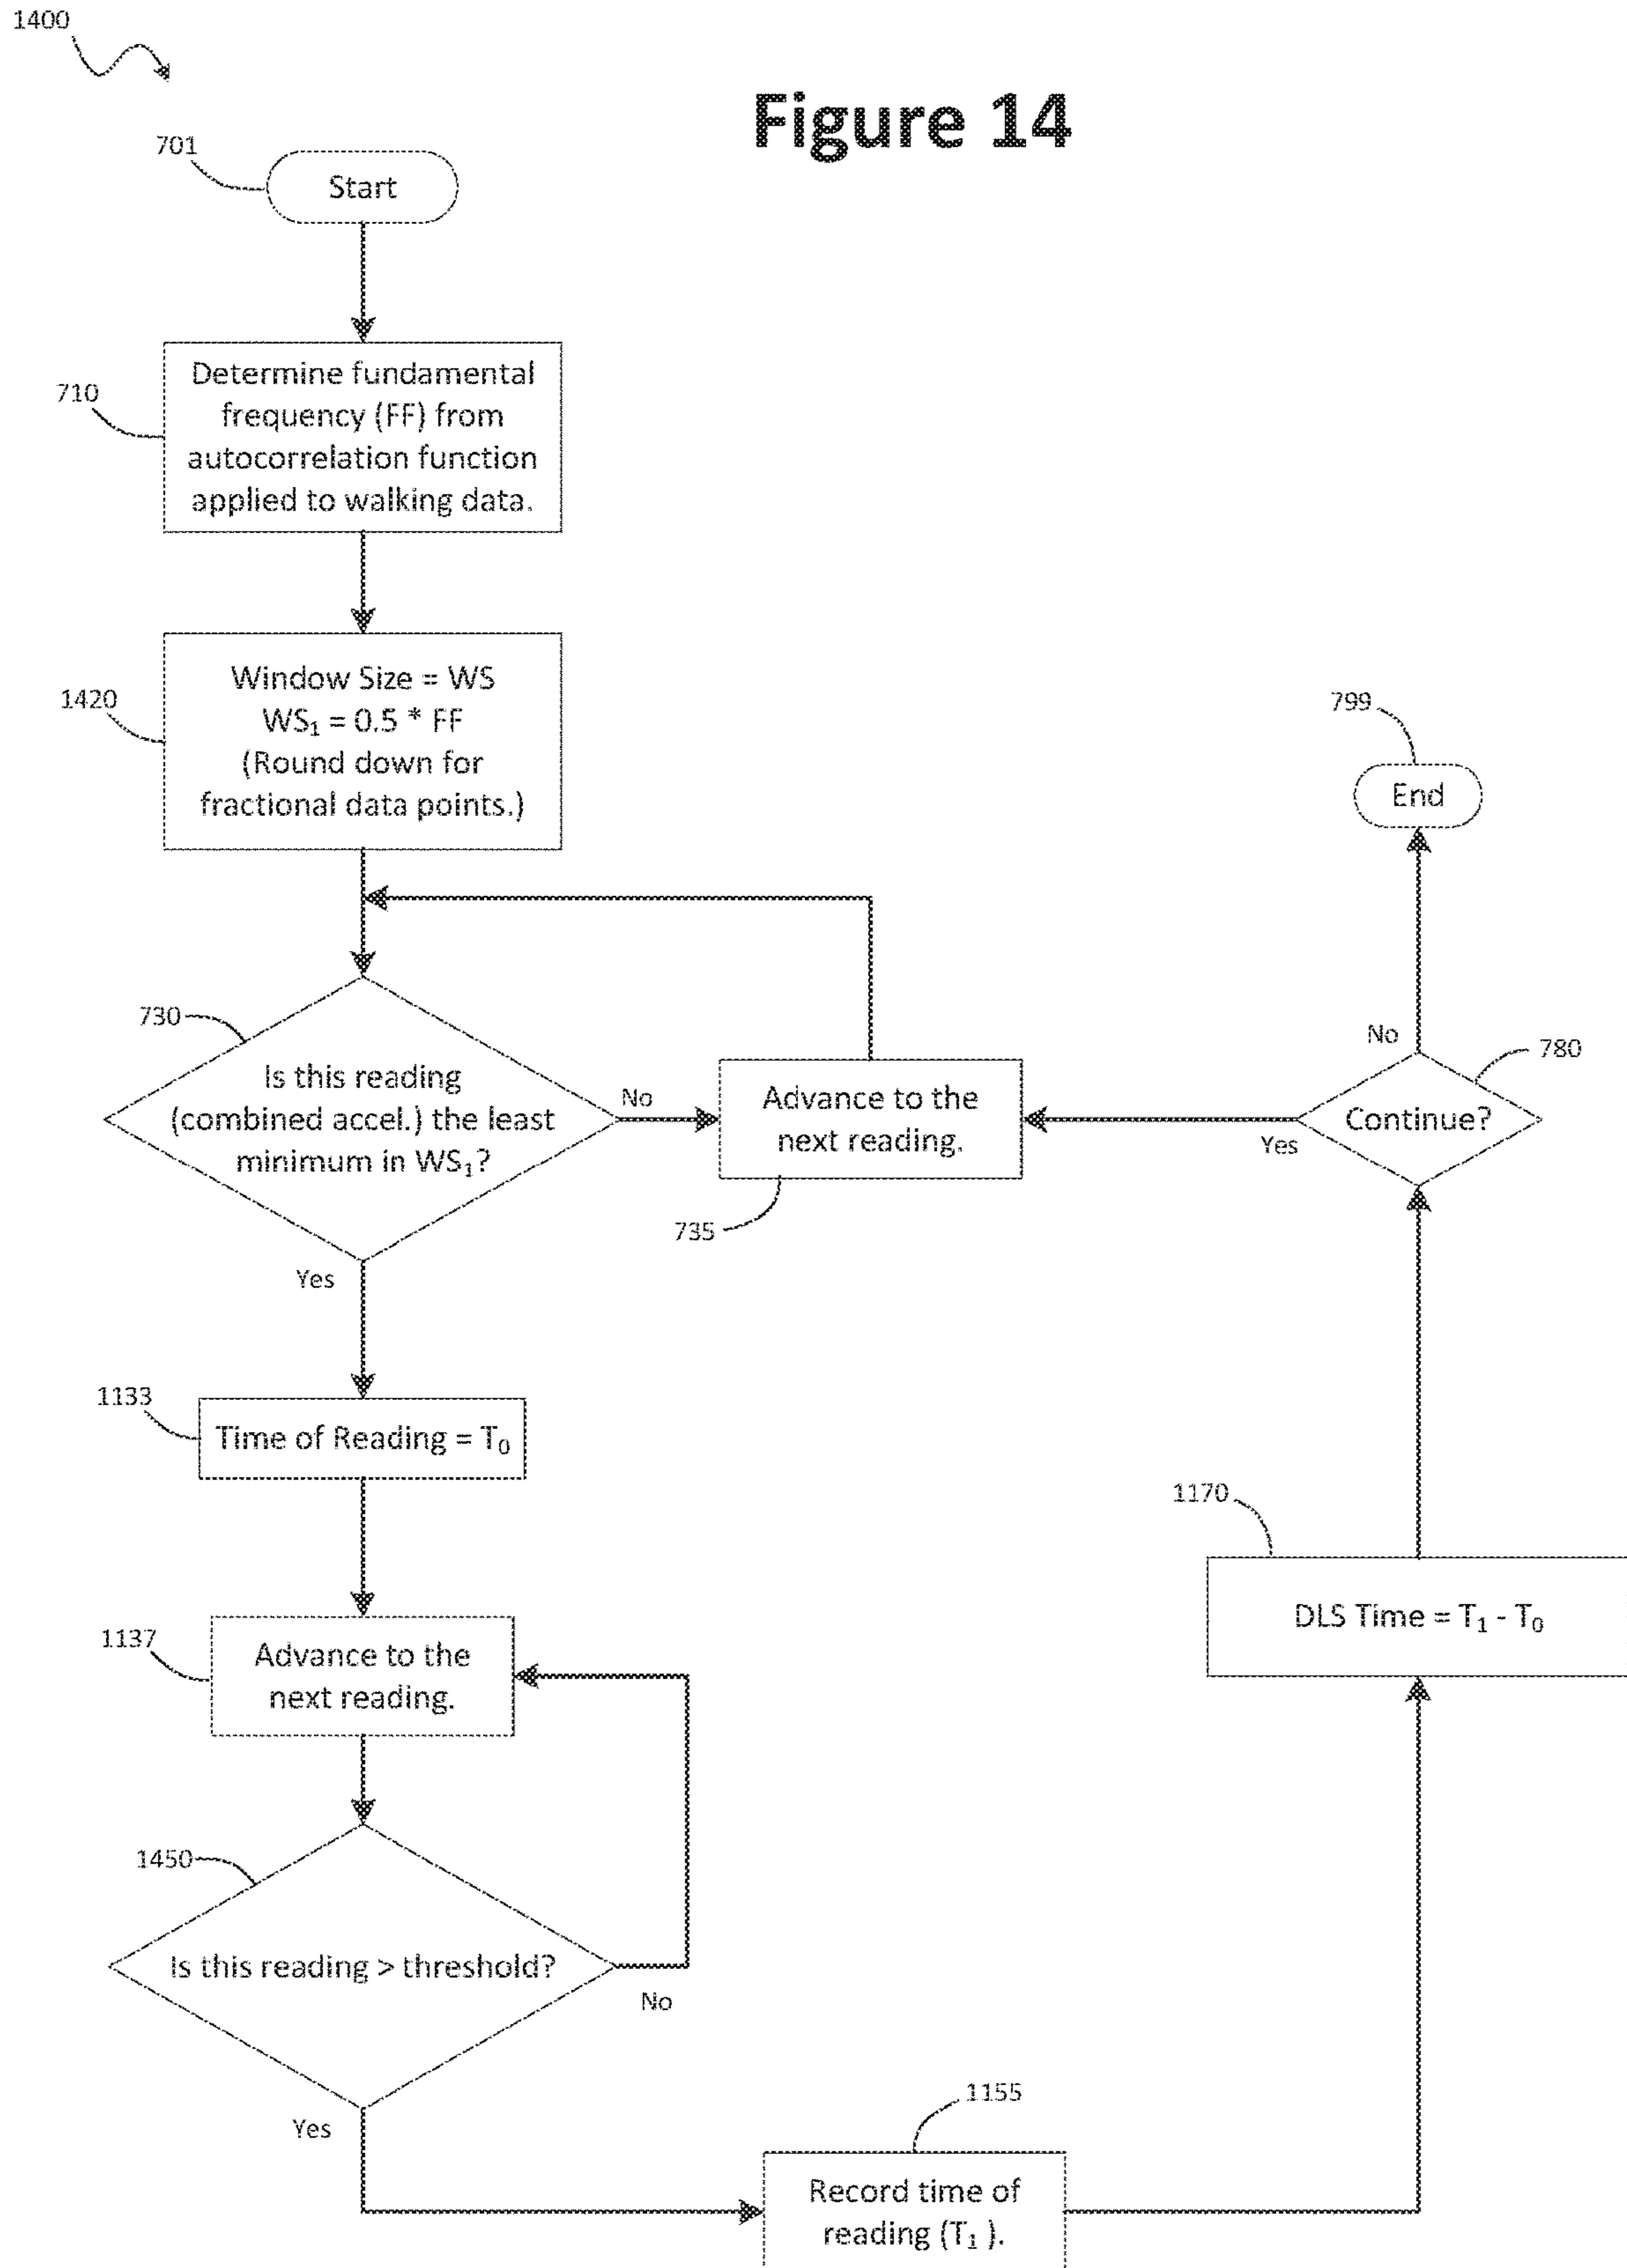 1400
Figure 14
701
Start
710
Determine fundamental
frequency (FF) from
autocorrelation function
applied to walking data.
1420
Window Size = WS
WS₁ = 0.5 * FF
(Round down for
fractional data points.)
799
End
730
Is this reading
(combined accel.) the least
minimum in WS₁?
No
Yes
Advance to the
next reading.
735
No
780
Continue?
Yes
1133
Time of Reading = T₀
1137
Advance to the
next reading.
1170
DLS Time = T₁ - T₀
1450
Is this reading > threshold?
No
Yes
1155
Record time of
reading (T₁ ).